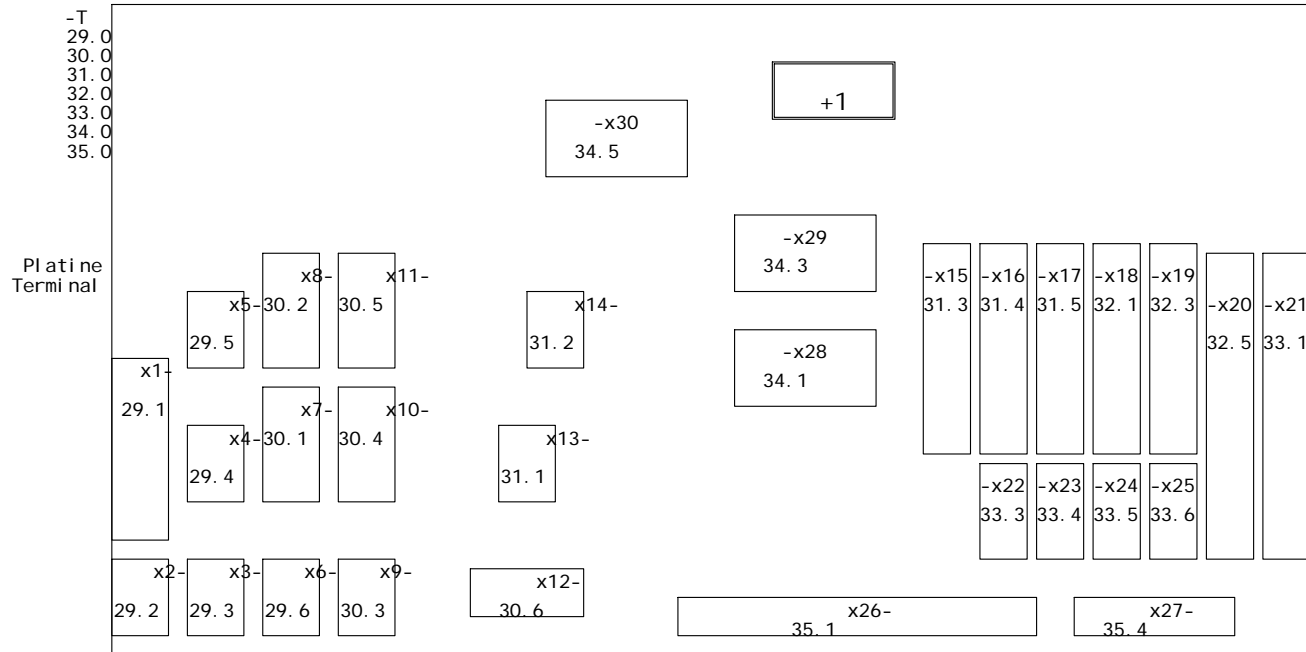 -T
29.0
30.0
31.0
32.0
33.0
34.0
35.0
+1
-x30
34.5
Platine
Terminal
-x29
34.3
x8-
30.2
x11-
30.5
-x15
31.3
-x16
31.4
-x17
31.5
-x18
32.1
-x19
32.3
x5-
29.5
x14-
31.2
-x20
32.5
-x21
33.1
-x28
34.1
x1-
29.1
x7-
30.1
x10-
30.4
x4-
29.4
x13-
31.1
-x22
33.3
-x23
33.4
-x24
33.5
-x25
33.6
x2-
29.2
x3-
29.3
x6-
29.6
x9-
30.3
x12-
30.6
x26-
35.1
x27-
35.4